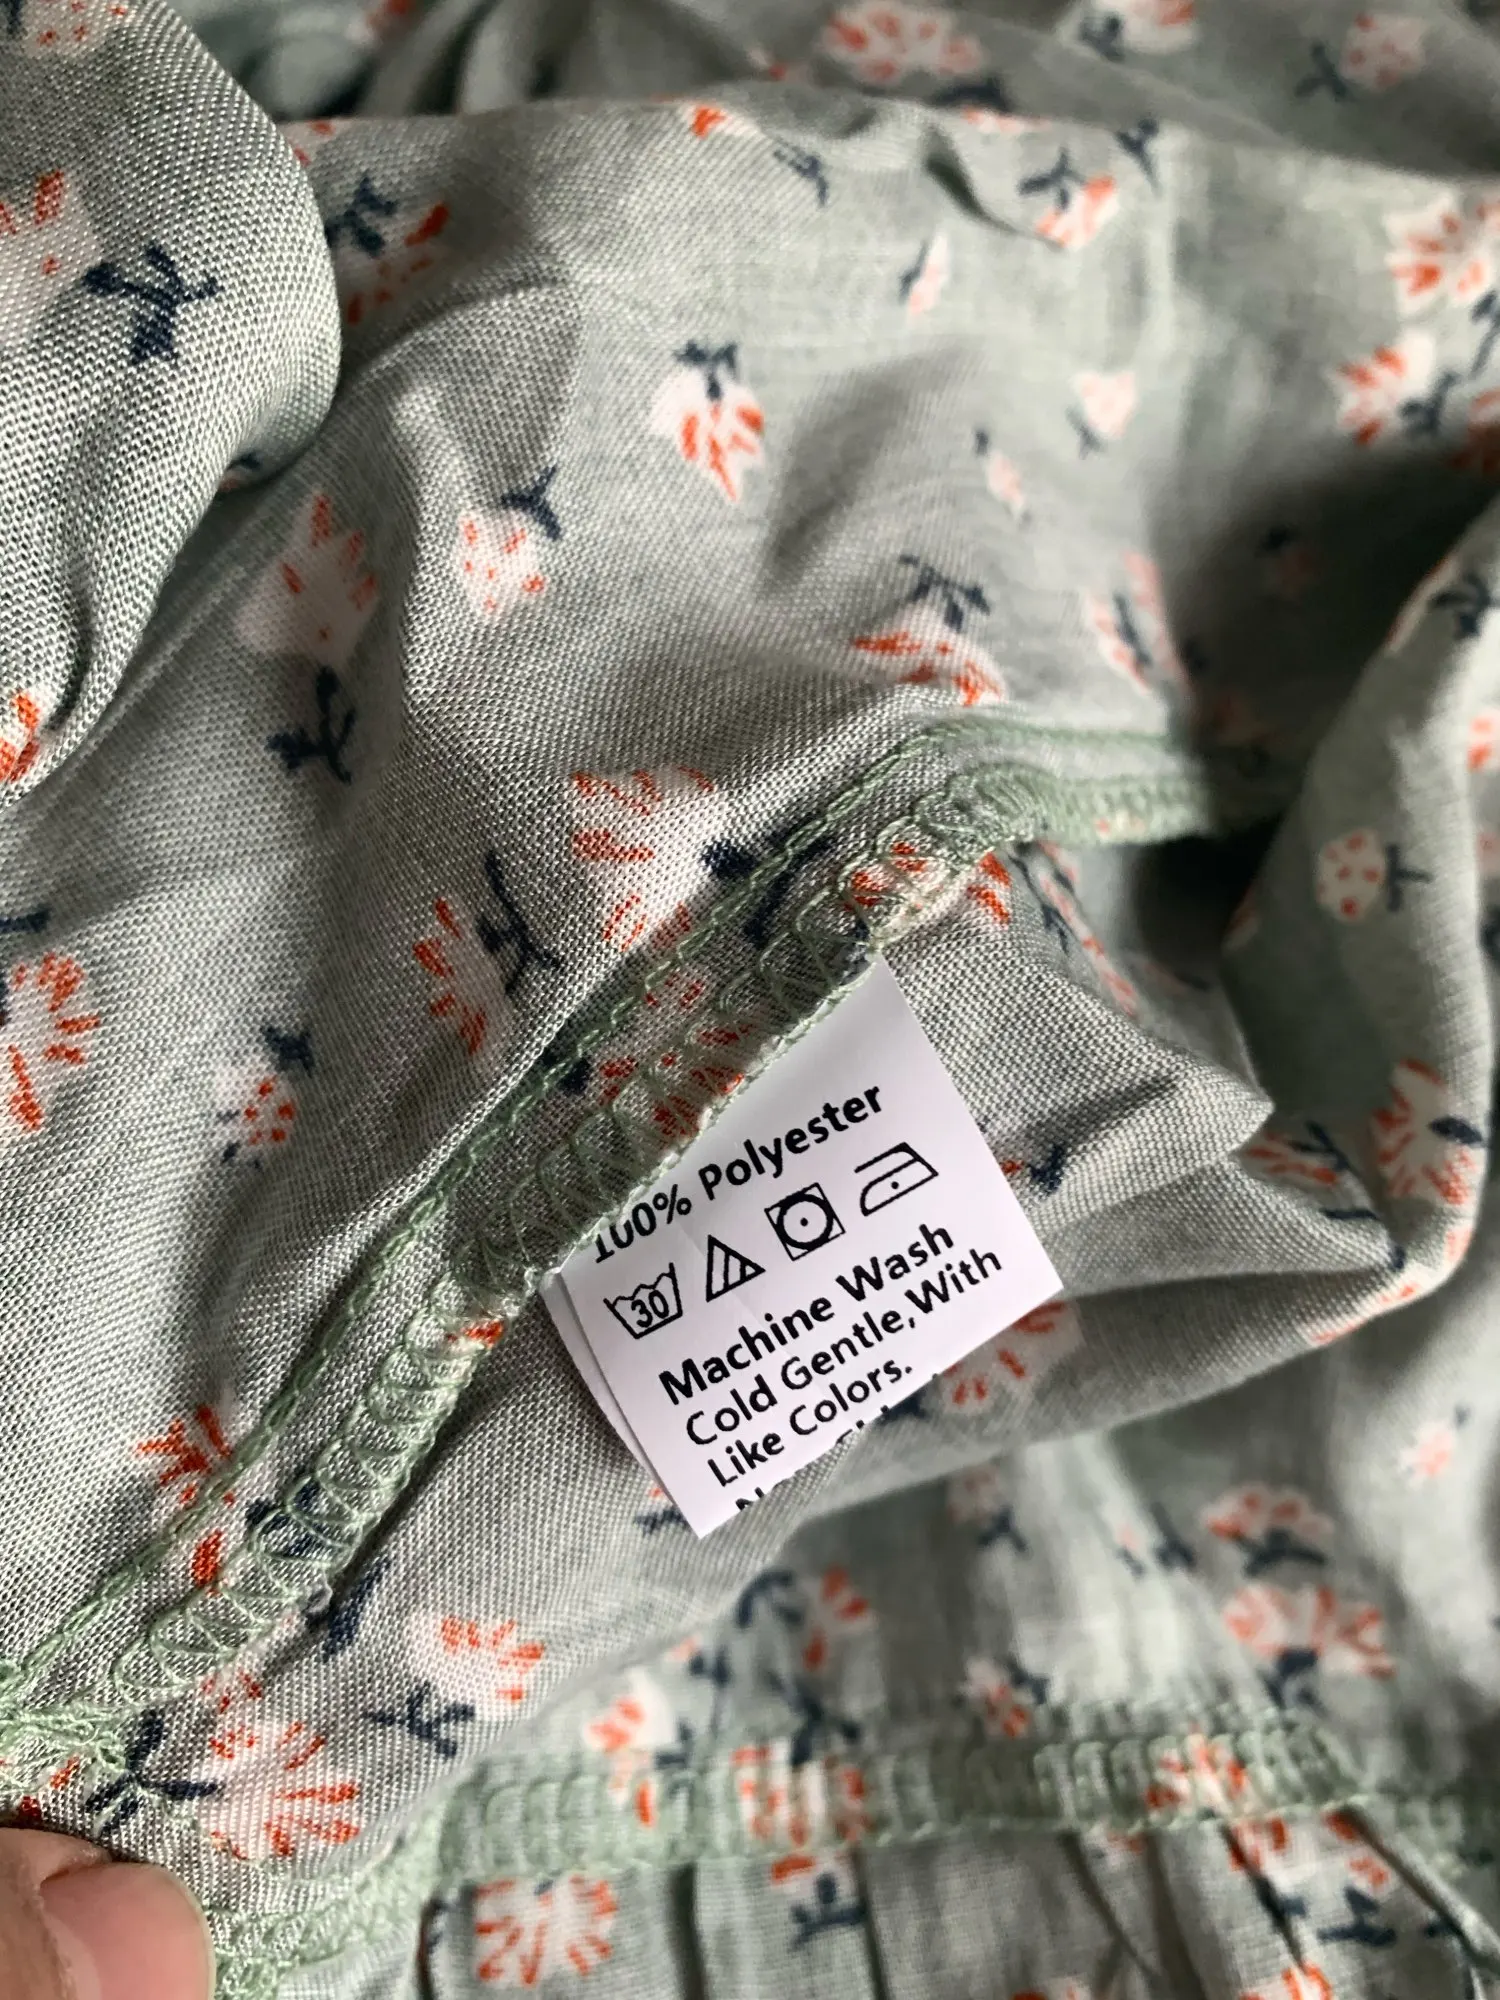 100% Polyester
30
Machine Wash
Cold Gentle, With
Like Colors.